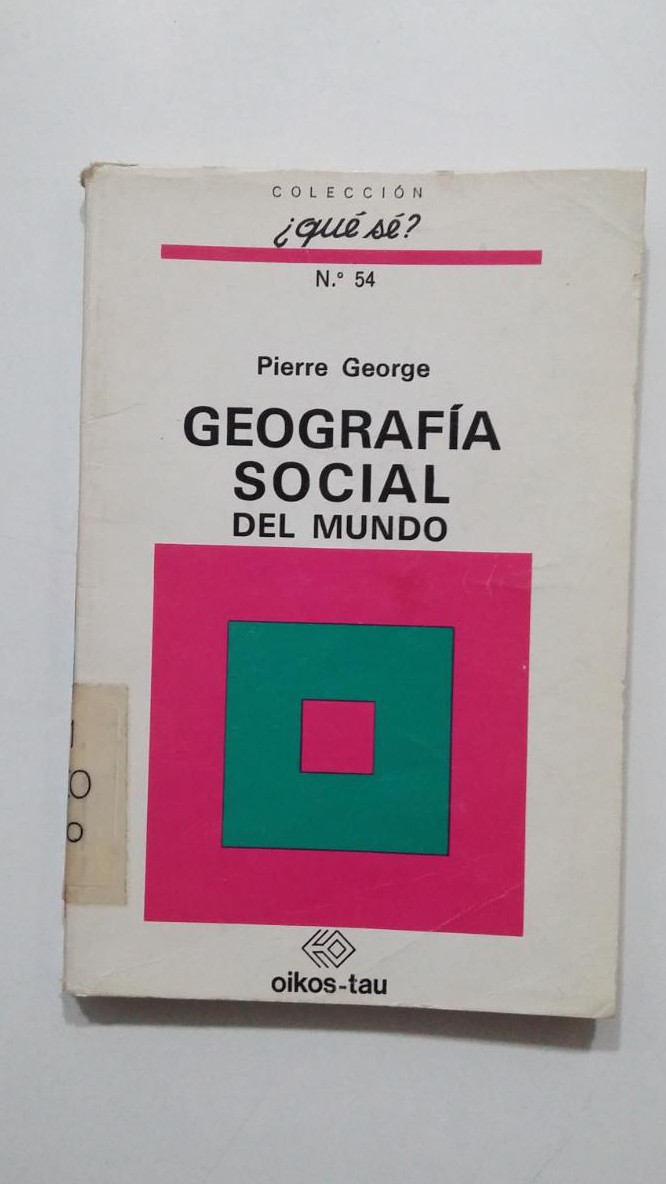 COLECCIÓN
¿qué sé?
N.º 54
Pierre George
GEOGRAFÍA
SOCIAL
DEL MUNDO
oikos-tau